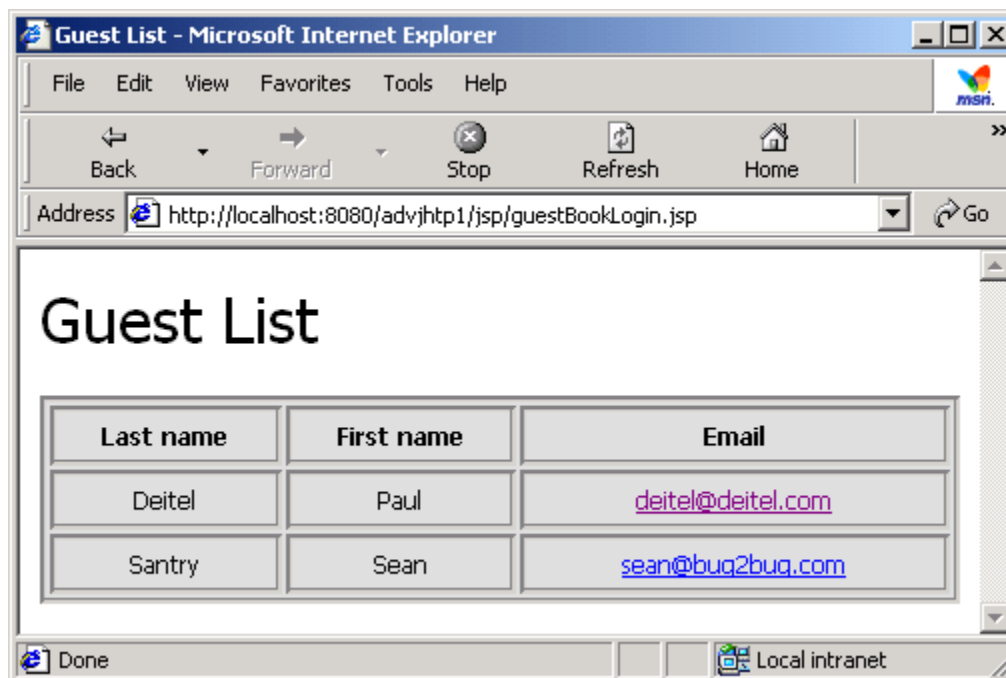 Guest List - Microsoft Internet Explorer
File Edit View Favorites Tools Help
msn.
Back Forward Stop Refresh Home »
Address http://localhost:8080/advjhtp1/jsp/guestBookLogin.jsp Go
Guest List
Last name First name Email
Deitel Paul deitel@deitel.com
Santry Sean sean@bug2bug.com
Done Local intranet